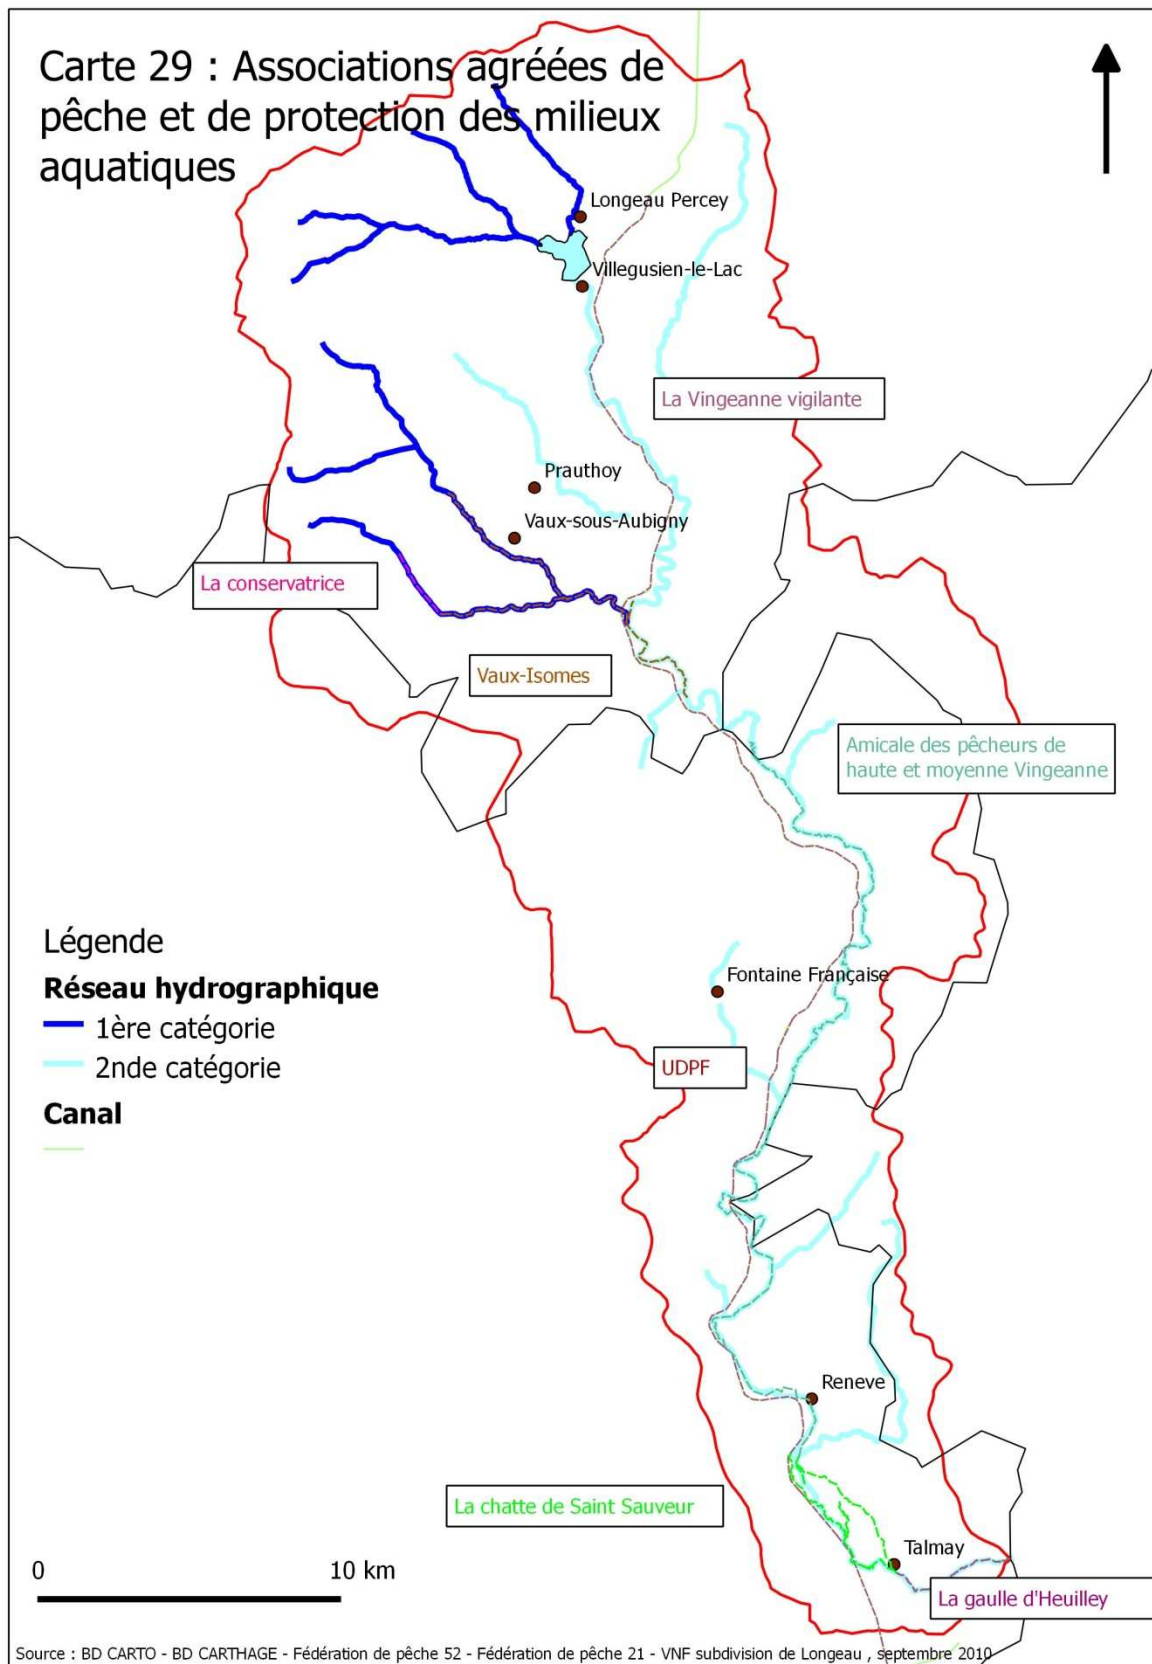 Carte 29 : Associations agréées de
pêche et de protection des milieux
aquatiques
Longeau Percey
Villegusien-le-Lac
La Vingeanne vigilante
Prauthoy
Vaux-sous-Aubigny
La conservatrice
Vaux-Isomes
Amicale des pêcheurs de
haute et moyenne Vingeanne
Légende
Réseau hydrographique
1ère catégorie
2nde catégorie
Canal
Fontaine Française
UDPF
Reneve
La chatte de Saint Sauveur
Talmay
La gaulle d'Heuilley
0 10 km
Source : BD CARTO - BD CARTHAGE - Fédération de pêche 52 - Fédération de pêche 21 - VNF subdivision de Longeau , septembre 2010